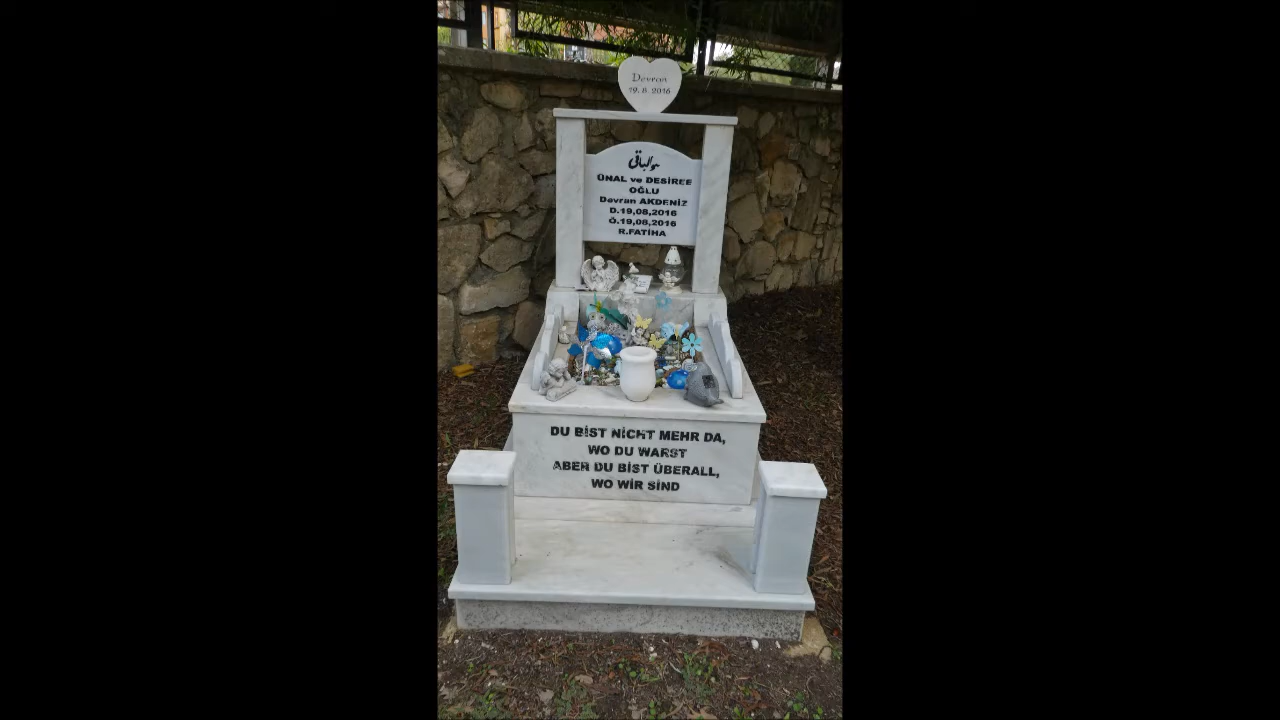 Devran
19. 8. 2016
هوالباقی
ÜNAL ve DESİREE
OĞLU
Devran AKDENİZ
D.19,08,2016
Ö.19,08,2016
R.FATİHA
DU BİST NİCHT MEHR DA,
WO DU WARST
ABER DU BİST ÜBERALL,
WO WİR SİND